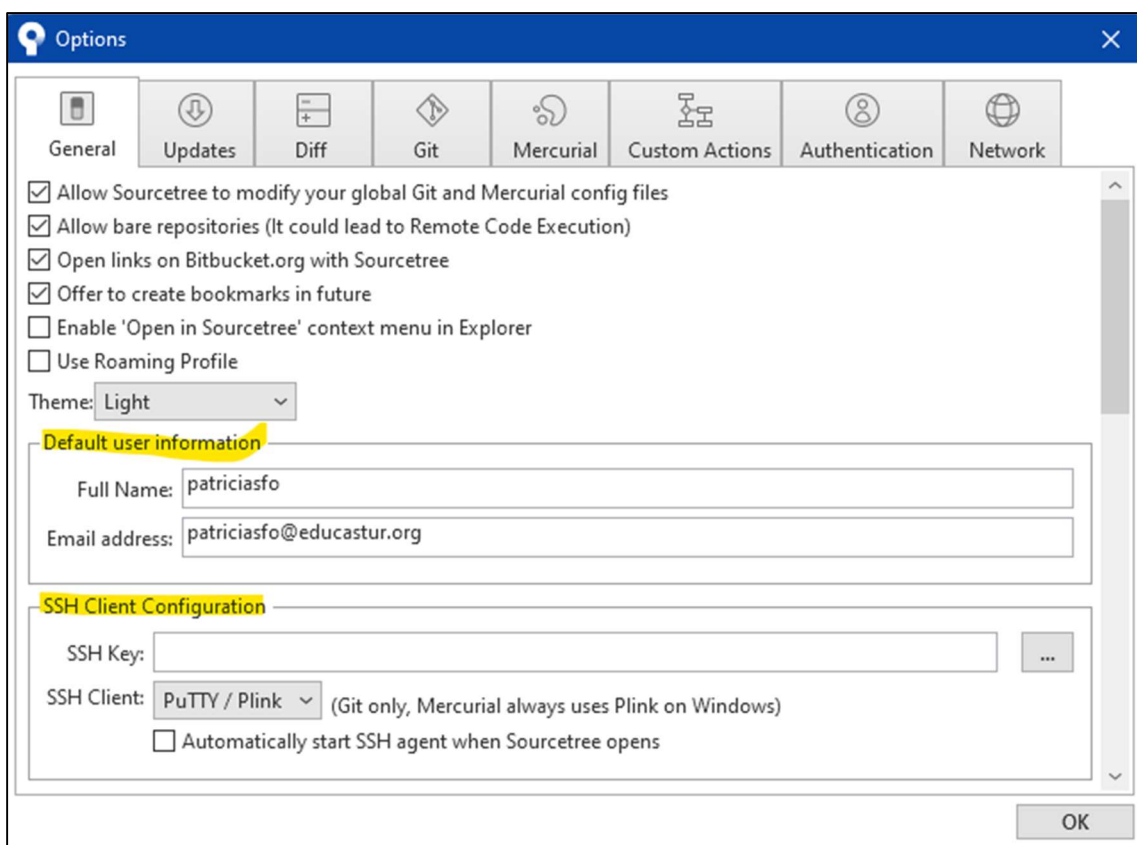 Options
General Updates Diff Git Mercurial Custom Actions Authentication Network
Allow Sourcetree to modify your global Git and Mercurial config files
Allow bare repositories (It could lead to Remote Code Execution)
Open links on Bitbucket.org with Sourcetree
Offer to create bookmarks in future
Enable 'Open in Sourcetree' context menu in Explorer
Use Roaming Profile
Theme: Light
Default user information
Full Name: patriciasfo
Email address: patriciasfo@educastur.org
SSH Client Configuration
SSH Key: ...
SSH Client: PuTTY / Plink (Git only, Mercurial always uses Plink on Windows)
Automatically start SSH agent when Sourcetree opens
OK